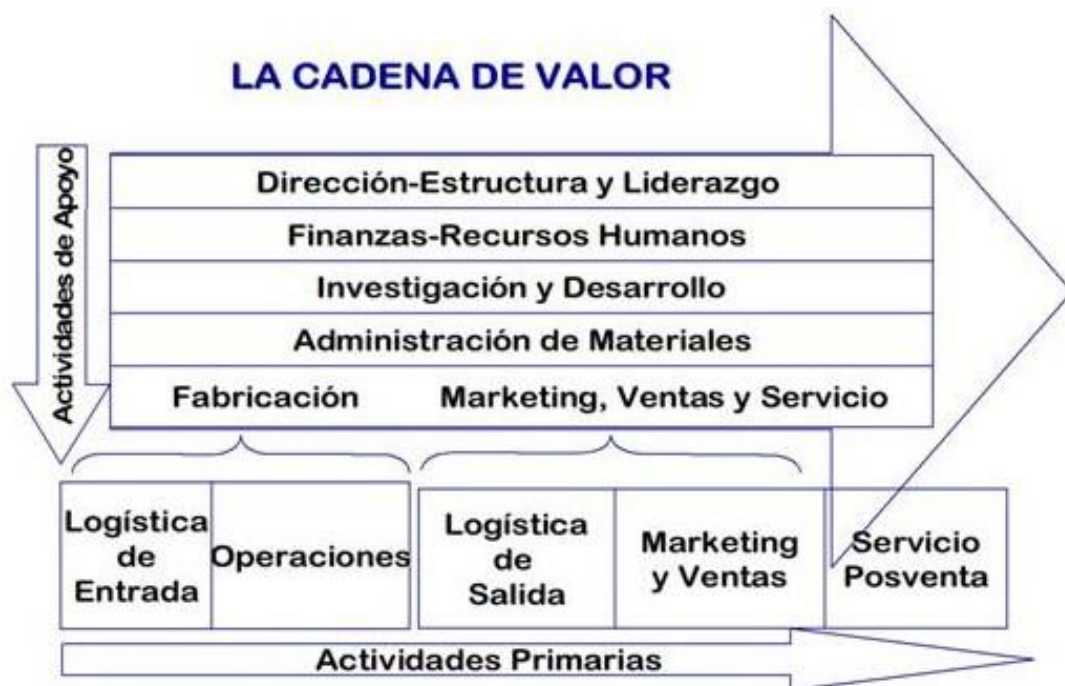 LA CADENA DE VALOR
Actividades de Apoyo
Dirección-Estructura y Liderazgo
Finanzas-Recursos Humanos
Investigación y Desarrollo
Administración de Materiales
Fabricación
Marketing, Ventas y Servicio
Logística
de
Entrada
Operaciones
Logística
de
Salida
Marketing
y Ventas
Servicio
Posventa
Actividades Primarias